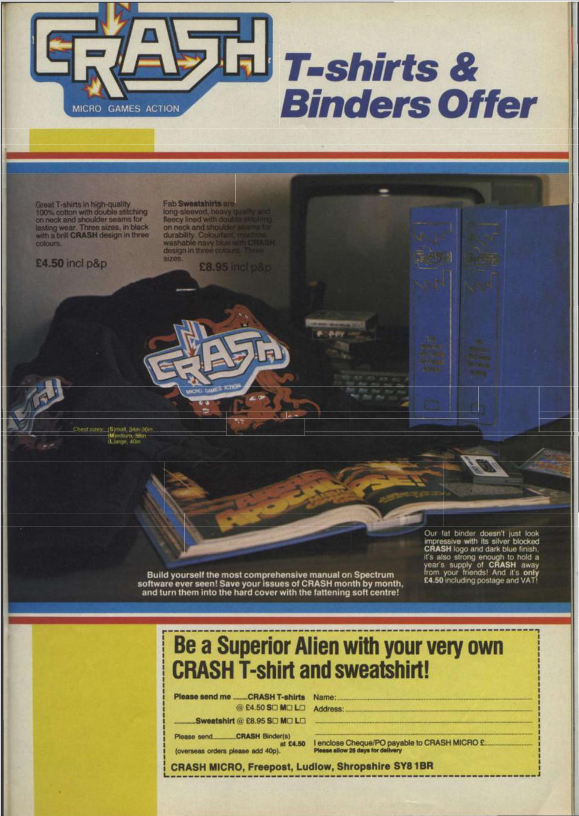 CRASH
MICRO GAMES ACTION
T-shirts &
Binders Offer
Great T-shirts in high-quality
100% cotton with double stitching
on neck and shoulder seams for
lasting wear. Three sizes, in black
with a brill CRASH design in three
colours.
£4.50 incl p&p
Fab Sweatshirts are
long-sleeved, heavy quality and
fleecy lined with double stitching
on neck and shoulder seams for
durability. Colourfast, machine
washable navy blue with CRASH
design in three colours. Three
sizes.
£8.95 incl p&p
CRASH
MICRO GAMES ACTION
Chest sizes: (S)mall, 34in-36in
(M)edium, 38in
(L)arge, 40in
Our fat binder doesn't just look
impressive with its silver blocked
CRASH logo and dark blue finish,
it's also strong enough to hold a
year's supply of CRASH away
from your friends! And it's only
£4.50 including postage and VAT!
Build yourself the most comprehensive manual on Spectrum
software ever seen! Save your issues of CRASH month by month,
and turn them into the hard cover with the fattening soft centre!
Be a Superior Alien with your very own
CRASH T-shirt and sweatshirt!
Please send me ......CRASH T-shirts
@ £4.50 S□ M□ L□
........Sweatshirt @ £8.95 S□ M□ L□
Please send........CRASH Binder(s)
at £4.50
(overseas orders please add 40p).
Name:
Address:
I enclose Cheque/PO payable to CRASH MICRO £
Please allow 28 days for delivery
CRASH MICRO, Freepost, Ludlow, Shropshire SY8 1BR